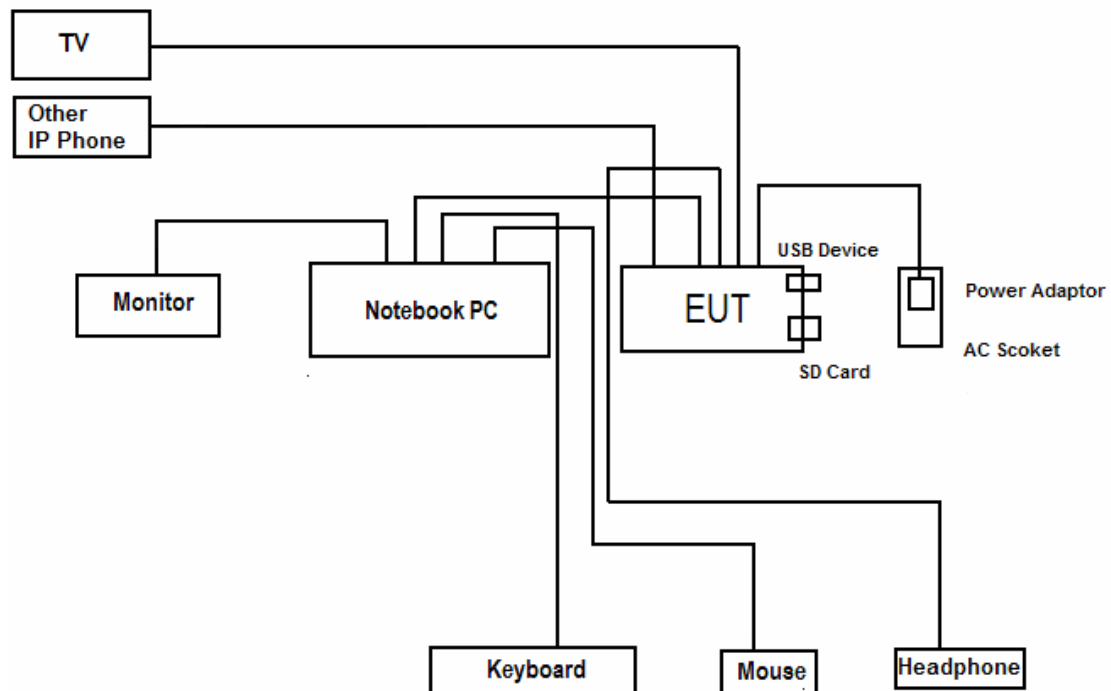 TV
Other
IP Phone
USB Device
Monitor
Notebook PC
EUT
Power Adaptor
AC Scoket
SD Card
Keyboard
Mouse
Headphone